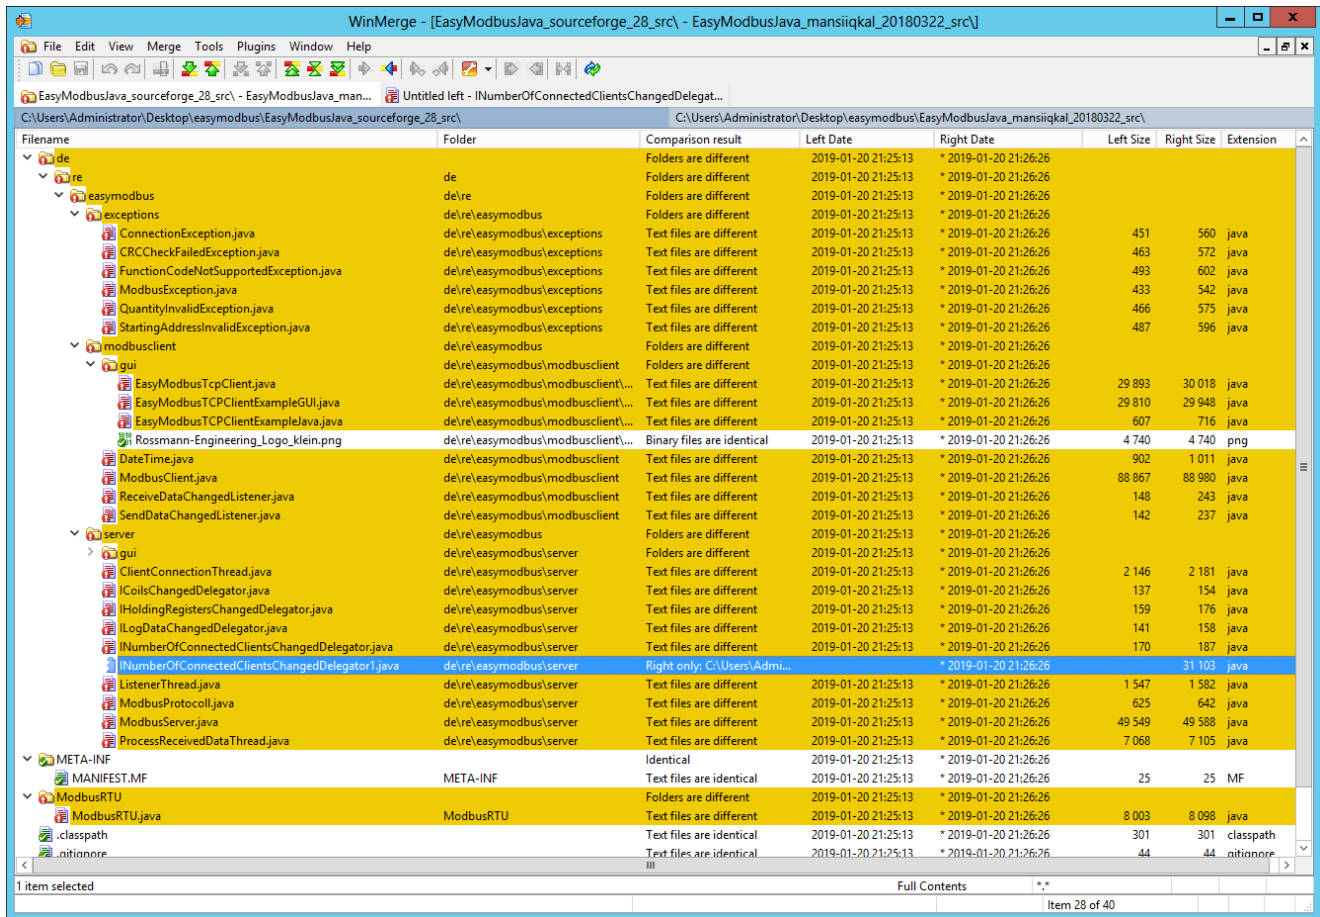 WinMerge - [EasyModbusJava_sourceforge_28_src\ - EasyModbusJava_mansiiqkal_20180322_src\]
File Edit View Merge Tools Plugins Window Help
EasyModbusJava_sourceforge_28_src\ - EasyModbusJava_man... Untitled left - INumberOfConnectedClientsChangedDelegat...
C:\Users\Administrator\Desktop\easymodbus\EasyModbusJava_sourceforge_28_src\ C:\Users\Administrator\Desktop\easymodbus\EasyModbusJava_mansiiqkal_20180322_src\
Filename Folder Comparison result Left Date Right Date Left Size Right Size Extension
de Folders are different 2019-01-20 21:25:13 * 2019-01-20 21:26:26
re de Folders are different 2019-01-20 21:25:13 * 2019-01-20 21:26:26
easymodbus de\re Folders are different 2019-01-20 21:25:13 * 2019-01-20 21:26:26
exceptions de\re\easymodbus Folders are different 2019-01-20 21:25:13 * 2019-01-20 21:26:26
ConnectionException.java de\re\easymodbus\exceptions Text files are different 2019-01-20 21:25:13 * 2019-01-20 21:26:26 451 560 java
CRCCheckFailedException.java de\re\easymodbus\exceptions Text files are different 2019-01-20 21:25:13 * 2019-01-20 21:26:26 463 572 java
FunctionCodeNotSupportedException.java de\re\easymodbus\exceptions Text files are different 2019-01-20 21:25:13 * 2019-01-20 21:26:26 493 602 java
ModbusException.java de\re\easymodbus\exceptions Text files are different 2019-01-20 21:25:13 * 2019-01-20 21:26:26 433 542 java
QuantityInvalidException.java de\re\easymodbus\exceptions Text files are different 2019-01-20 21:25:13 * 2019-01-20 21:26:26 466 575 java
StartingAddressInvalidException.java de\re\easymodbus\exceptions Text files are different 2019-01-20 21:25:13 * 2019-01-20 21:26:26 487 596 java
modbusclient de\re\easymodbus Folders are different 2019-01-20 21:25:13 * 2019-01-20 21:26:26
gui de\re\easymodbus\modbusclient Folders are different 2019-01-20 21:25:13 * 2019-01-20 21:26:26
EasyModbusTcpClient.java de\re\easymodbus\modbusclient\... Text files are different 2019-01-20 21:25:13 * 2019-01-20 21:26:26 29 893 30 018 java
EasyModbusTCPClientExampleGUI.java de\re\easymodbus\modbusclient\... Text files are different 2019-01-20 21:25:13 * 2019-01-20 21:26:26 29 810 29 948 java
EasyModbusTCPClientExampleJava.java de\re\easymodbus\modbusclient\... Text files are different 2019-01-20 21:25:13 * 2019-01-20 21:26:26 607 716 java
Rossmann-Engineering_Logo_klein.png de\re\easymodbus\modbusclient\... Binary files are identical 2019-01-20 21:25:13 * 2019-01-20 21:26:26 4 740 4 740 png
DateTime.java de\re\easymodbus\modbusclient Text files are different 2019-01-20 21:25:13 * 2019-01-20 21:26:26 902 1 011 java
ModbusClient.java de\re\easymodbus\modbusclient Text files are different 2019-01-20 21:25:13 * 2019-01-20 21:26:26 88 867 88 980 java
ReceiveDataChangedListener.java de\re\easymodbus\modbusclient Text files are different 2019-01-20 21:25:13 * 2019-01-20 21:26:26 148 243 java
SendDataChangedListener.java de\re\easymodbus\modbusclient Text files are different 2019-01-20 21:25:13 * 2019-01-20 21:26:26 142 237 java
server de\re\easymodbus Folders are different 2019-01-20 21:25:13 * 2019-01-20 21:26:26
gui de\re\easymodbus\server Folders are different 2019-01-20 21:25:13 * 2019-01-20 21:26:26
ClientConnectionThread.java de\re\easymodbus\server Text files are different 2019-01-20 21:25:13 * 2019-01-20 21:26:26 2 146 2 181 java
ICoilsChangedDelegator.java de\re\easymodbus\server Text files are different 2019-01-20 21:25:13 * 2019-01-20 21:26:26 137 154 java
IHoldingRegistersChangedDelegator.java de\re\easymodbus\server Text files are different 2019-01-20 21:25:13 * 2019-01-20 21:26:26 159 176 java
ILogDataChangedDelegator.java de\re\easymodbus\server Text files are different 2019-01-20 21:25:13 * 2019-01-20 21:26:26 141 158 java
INumberOfConnectedClientsChangedDelegator.java de\re\easymodbus\server Text files are different 2019-01-20 21:25:13 * 2019-01-20 21:26:26 170 187 java
INumberOfConnectedClientsChangedDelegator1.java de\re\easymodbus\server Right only: C:\Users\Admi... * 2019-01-20 21:26:26 31 103 java
ListenerThread.java de\re\easymodbus\server Text files are different 2019-01-20 21:25:13 * 2019-01-20 21:26:26 1 547 1 582 java
ModbusProtocoll.java de\re\easymodbus\server Text files are different 2019-01-20 21:25:13 * 2019-01-20 21:26:26 625 642 java
ModbusServer.java de\re\easymodbus\server Text files are different 2019-01-20 21:25:13 * 2019-01-20 21:26:26 49 549 49 588 java
ProcessReceivedDataThread.java de\re\easymodbus\server Text files are different 2019-01-20 21:25:13 * 2019-01-20 21:26:26 7 068 7 105 java
META-INF Identical 2019-01-20 21:25:13 * 2019-01-20 21:26:26
MANIFEST.MF META-INF Text files are identical 2019-01-20 21:25:13 * 2019-01-20 21:26:26 25 25 MF
ModbusRTU Folders are different 2019-01-20 21:25:13 * 2019-01-20 21:26:26
ModbusRTU.java ModbusRTU Text files are different 2019-01-20 21:25:13 * 2019-01-20 21:26:26 8 003 8 098 java
.classpath Text files are identical 2019-01-20 21:25:13 * 2019-01-20 21:26:26 301 301 classpath
.gitignore Text files are identical 2019-01-20 21:25:13 * 2019-01-20 21:26:26 44 44 gitignore
1 item selected Full Contents *.*
Item 28 of 40